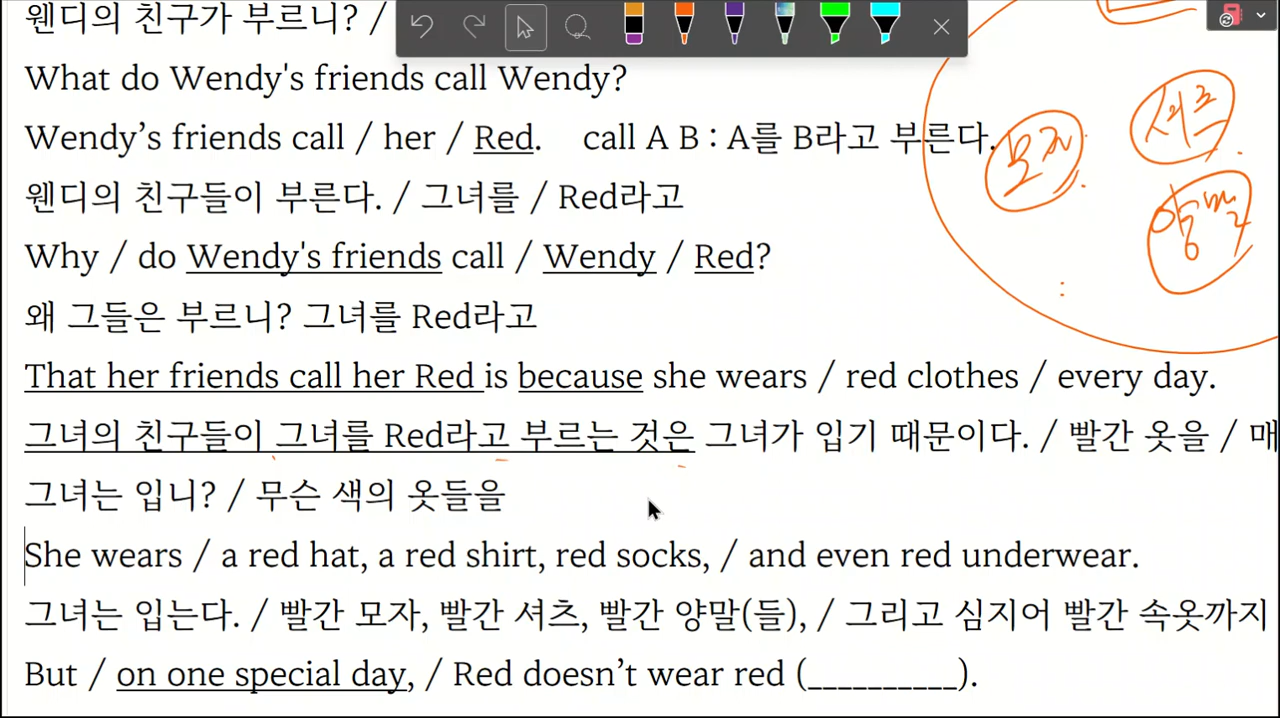 웬디의 친구가 부르니? /
What do Wendy's friends call Wendy?
Wendy’s friends call / her / Red. call A B : A를 B라고 부른다.
모자
셔츠
양말
웬디의 친구들이 부른다. / 그녀를 / Red라고
Why / do Wendy's friends call / Wendy / Red?
왜 그들은 부르니? 그녀를 Red라고
That her friends call her Red is because she wears / red clothes / every day.
그녀의 친구들이 그녀를 Red라고 부르는 것은 그녀가 입기 때문이다. / 빨간 옷을 / 매
그녀는 입니? / 무슨 색의 옷들을
She wears / a red hat, a red shirt, red socks, / and even red underwear.
그녀는 입는다. / 빨간 모자, 빨간 셔츠, 빨간 양말(들), / 그리고 심지어 빨간 속옷까지
But / on one special day, / Red doesn’t wear red (__________).